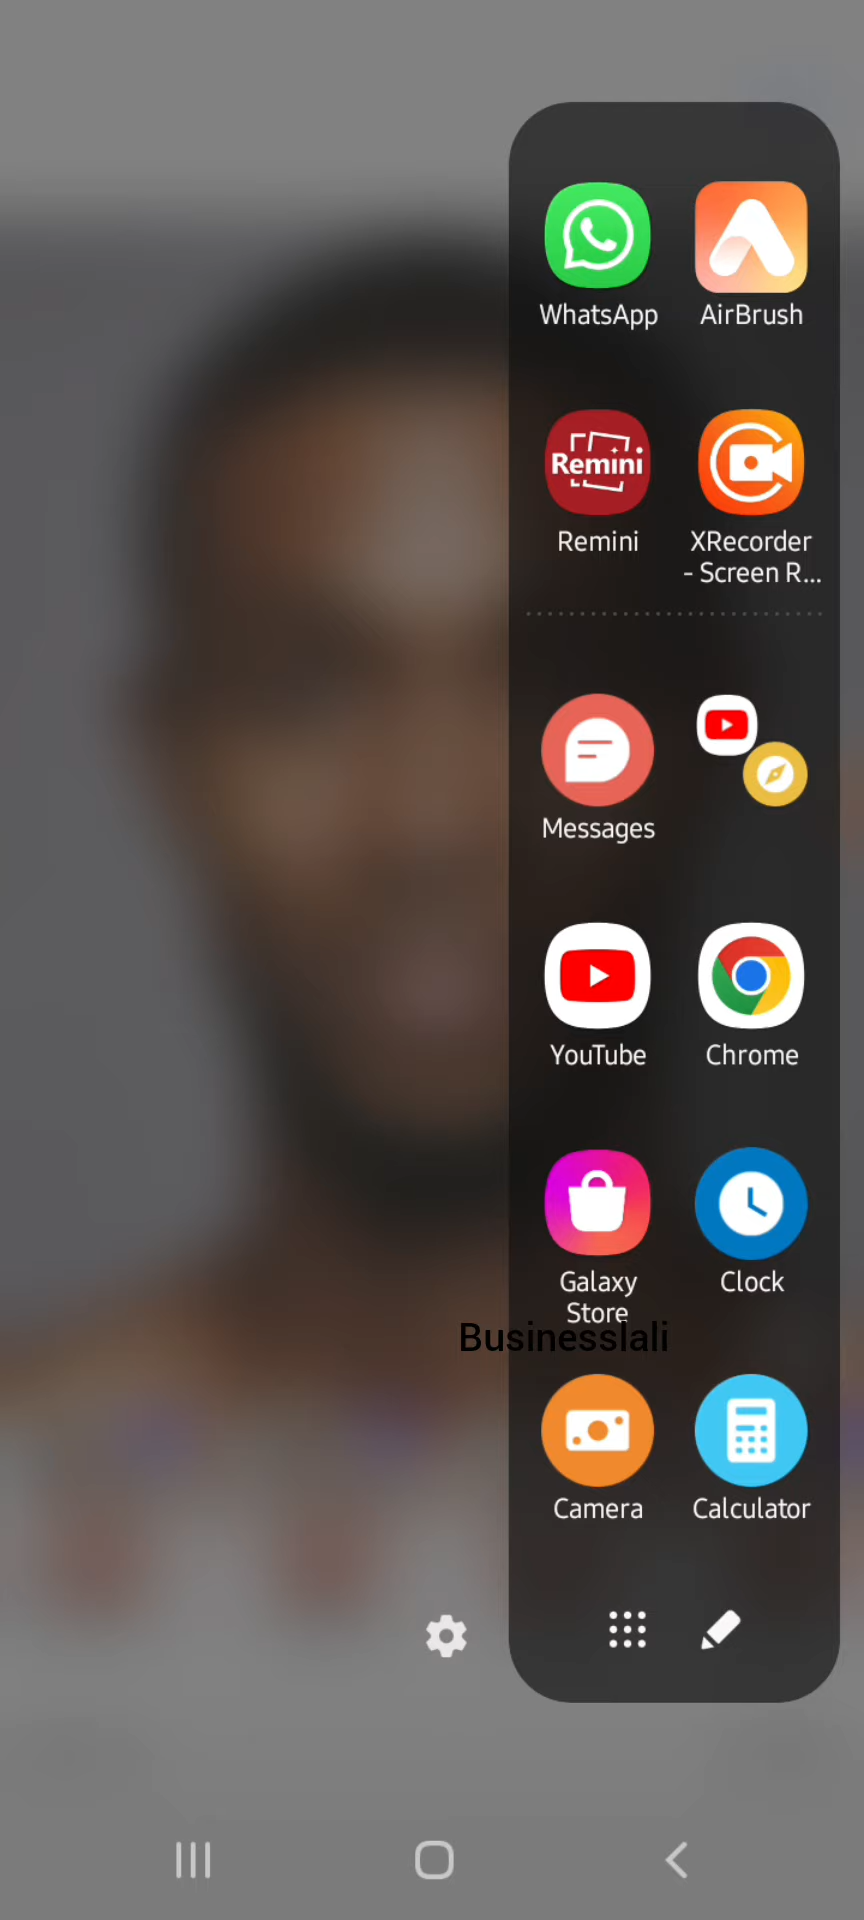 WhatsApp AirBrush
Remini
Remini XRecorder
- Screen R...
Messages
YouTube Chrome
Galaxy
Store
Clock
Businesslali
Camera Calculator